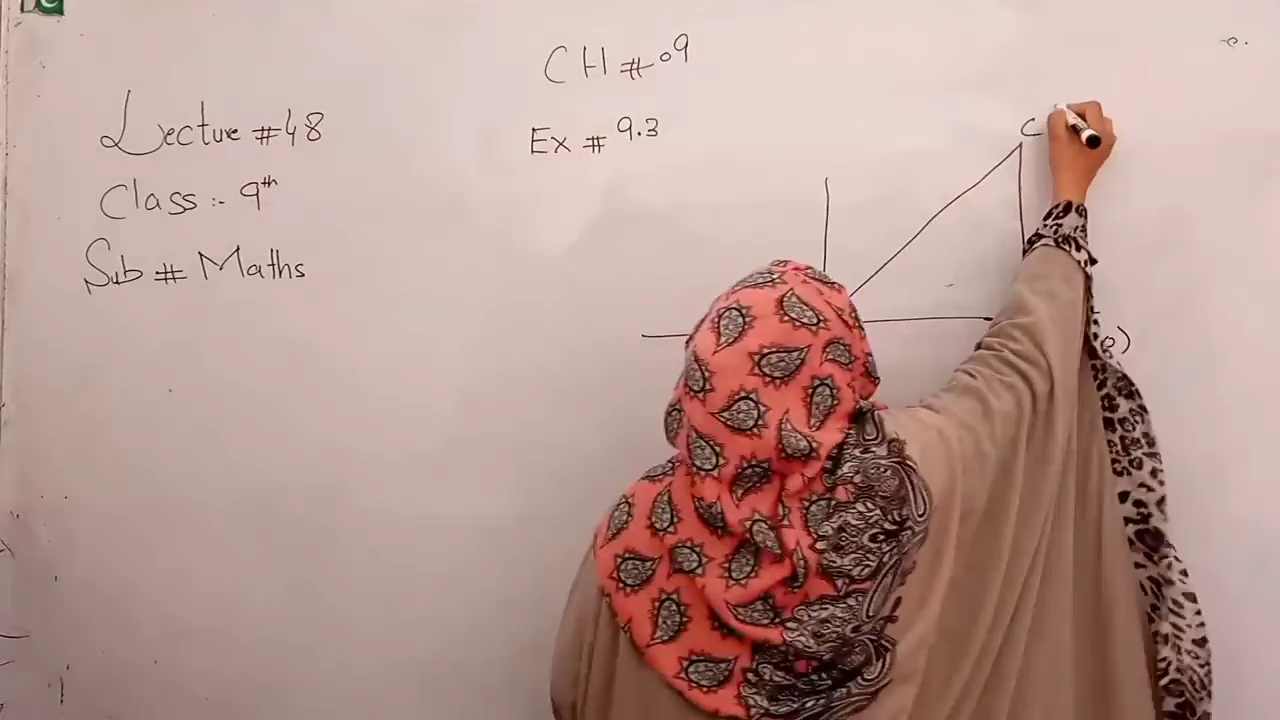 CH # 09
Lecture # 48
Ex # 9.3
Class :- 9th
Sub # Maths
C